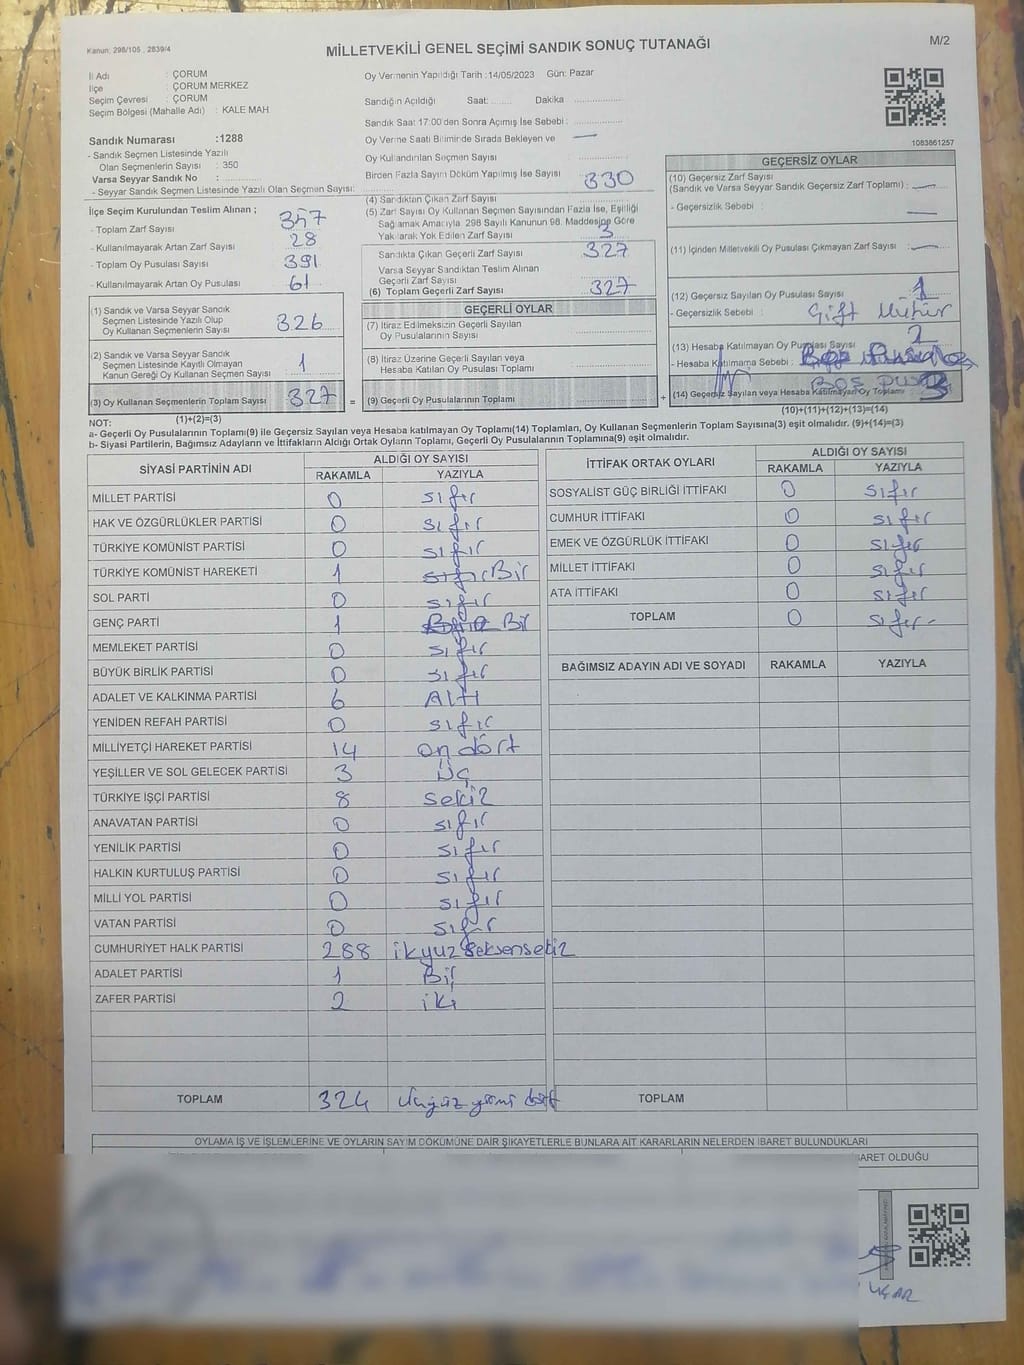 Kanun: 298/105 , 2839/4
MİLLETVEKİLİ GENEL SEÇİMİ SANDIK SONUÇ TUTANAĞI
M/2
İl Adı : ÇORUM
İlçe : ÇORUM MERKEZ
Seçim Çevresi : ÇORUM
Seçim Bölgesi (Mahalle Adı) : KALE MAH.
Sandık Numarası :1288
- Sandık Seçmen Listesinde Yazılı
Olan Seçmenlerin Sayısı : 350
Varsa Seyyar Sandık No :
- Seyyar Sandık Seçmen Listesinde Yazılı Olan Seçmen Sayısı:
Oy Vermenin Yapıldığı Tarih :14/05/2023 Gün: Pazar
Sandığın Açıldığı Saat: ........ Dakika ..................
Sandık Saat 17:00'den Sonra Açımış İse Sebebi :
Oy Verme Saati Bitiminde Sırada Bekleyen ve
Oy Kullandırılan Seçmen Sayısı
Birden Fazla Sayım Döküm Yapılmış İse Sayısı
1083861257
İlçe Seçim Kurulundan Teslim Alınan ;
- Toplam Zarf Sayısı 357
- Kullanılmayarak Artan Zarf Sayısı 28
- Toplam Oy Pusulası Sayısı 391
- Kullanılmayarak Artan Oy Pusulası 61
(4) Sandıktan Çıkan Zarf Sayısı 330
(5) Zarf Sayısı Oy Kullanan Seçmen Sayısından Fazla İse, Eşitliği
Sağlamak Amacıyla, 298 Sayılı Kanunun 98. Maddesine Göre
Yakılarak Yok Edilen Zarf Sayısı 3
Sandıkta Çıkan Geçerli Zarf Sayısı 327
Varsa Seyyar Sandıktan Teslim Alınan
Geçerli Zarf Sayısı
(6) Toplam Geçerli Zarf Sayısı 327
GEÇERSİZ OYLAR
(10) Geçersiz Zarf Sayısı
(Sandık ve Varsa Seyyar Sandık Geçersiz Zarf Toplamı) :
- Geçersizlik Sebebi :
(11) İçinden Milletvekili Oy Pusulası Çıkmayan Zarf Sayısı :
(12) Geçersiz Sayılan Oy Pusulası Sayısı 1
- Geçersizlik Sebebi : Çift Mühür
(13) Hesaba Katılmayan Oy Pusulası Sayısı 2
- Hesaba Katılmama Sebebi :
(14) Geçersiz Sayılan veya Hesaba Katılmayan Oy Toplamı 3
(10)+(11)+(12)+(13)=(14)
(1) Sandık ve Varsa Seyyar Sandık
Seçmen Listesinde Yazılı Olup
Oy Kullanan Seçmenlerin Sayısı 326
(2) Sandık ve Varsa Seyyar Sandık
Seçmen Listesinde Kayıtlı Olmayan
Kanun Gereği Oy Kullanan Seçmen Sayısı 1
(3) Oy Kullanan Seçmenlerin Toplam Sayısı 327 =
(1)+(2)=(3)
GEÇERLİ OYLAR
(7) İtiraz Edilmeksizin Geçerli Sayılan
Oy Pusulasının Sayısı
(8) İtiraz Üzerine Geçerli Sayılan veya
Hesaba Katılan Oy Pusulası Toplamı
(9) Geçerli Oy Pusulalarının Toplamı +
NOT:
a- Geçerli Oy Pusulalarının Toplamı(9) ile Geçersiz Sayılan veya Hesaba katılmayan Oy Toplamı(14) Toplamları, Oy Kullanan Seçmenlerin Toplam Sayısına(3) eşit olmalıdır. (9)+(14)=(3)
b- Siyasi Partilerin, Bağımsız Adayların ve İttifakların Aldığı Ortak Oyların Toplamı, Geçerli Oy Pusulalarının Toplamına(9) eşit olmalıdır.
SİYASİ PARTİNİN ADI ALDIĞI OY SAYISI
RAKAMLA YAZIYLA
MİLLET PARTİSİ 0 sıfır
HAK VE ÖZGÜRLÜKLER PARTİSİ 0 sıfır
TÜRKİYE KOMÜNİST PARTİSİ 0 sıfır
TÜRKİYE KOMÜNİST HAREKETİ 1 sıfır Bir
SOL PARTİ 0 sıfır
GENÇ PARTİ 1 Bir
MEMLEKET PARTİSİ 0 sıfır
BÜYÜK BİRLİK PARTİSİ 0 sıfır
ADALET VE KALKINMA PARTİSİ 6 Altı
YENİDEN REFAH PARTİSİ 0 sıfır
MİLLİYETÇİ HAREKET PARTİSİ 14 on dört
YEŞİLLER VE SOL GELECEK PARTİSİ 3 Üç
TÜRKİYE İŞÇİ PARTİSİ 8 Sekiz
ANAVATAN PARTİSİ 0 sıfır
YENİLİK PARTİSİ 0 sıfır
HALKIN KURTULUŞ PARTİSİ 0 sıfır
MİLLİ YOL PARTİSİ 0 sıfır
VATAN PARTİSİ 0 sıfır
CUMHURİYET HALK PARTİSİ 288 ikyuz seksensekiz
ADALET PARTİSİ 1 Bir
ZAFER PARTİSİ 2 iki
TOPLAM 324 üçyüz yirmi dört
İTTİFAK ORTAK OYLARI ALDIĞI OY SAYISI
RAKAMLA YAZIYLA
SOSYALİST GÜÇ BİRLİĞİ İTTİFAKI 0 sıfır
CUMHUR İTTİFAKI 0 sıfır
EMEK VE ÖZGÜRLÜK İTTİFAKI 0 sıfır
MİLLET İTTİFAKI 0 sıfır
ATA İTTİFAKI 0 sıfır
TOPLAM 0 sıfır
BAĞIMSIZ ADAYIN ADI VE SOYADI RAKAMLA YAZIYLA
TOPLAM
OYLAMA İŞ VE İŞLEMLERİNE VE OYLARIN SAYIM DÖKÜMÜNE DAİR ŞİKAYETLERLE BUNLARA AİT KARARLARIN NELERDEN İBARET BULUNDUKLARI
BARET OLDUĞU
UÇAR